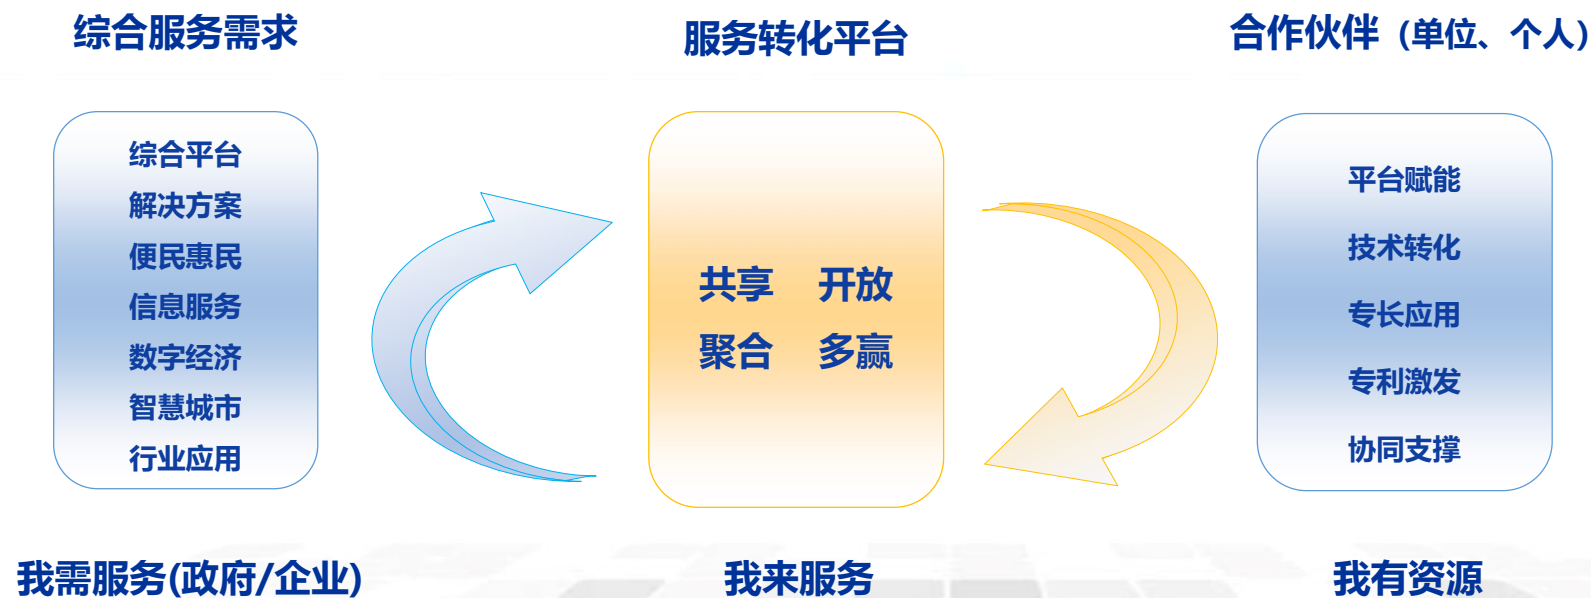 综合服务需求
服务转化平台
合作伙伴（单位、个人）
综合平台
解决方案
便民惠民
信息服务
数字经济
智慧城市
行业应用
共享 开放
聚合 多赢
平台赋能
技术转化
专长应用
专利激发
协同支撑
我需服务(政府/企业)
我来服务
我有资源